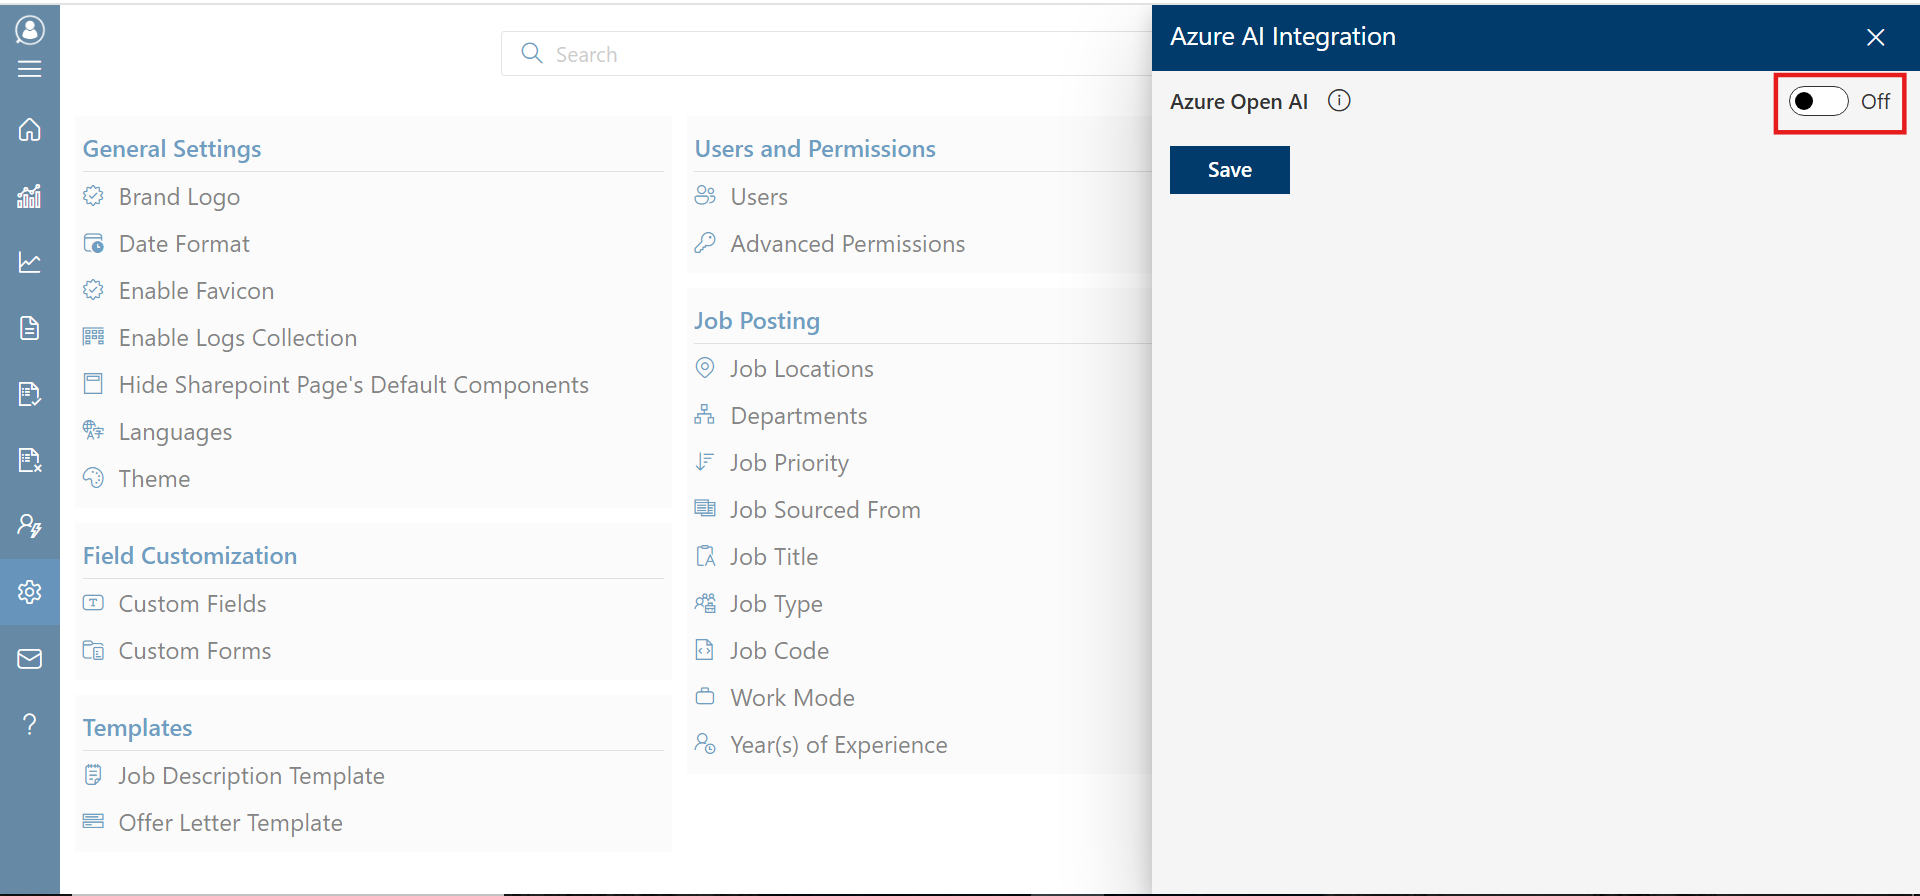 Search
General Settings
Brand Logo
Date Format
Enable Favicon
Enable Logs Collection
Hide Sharepoint Page's Default Components
Languages
Theme
Field Customization
Custom Fields
Custom Forms
Templates
Job Description Template
Offer Letter Template
Users and Permissions
Users
Advanced Permissions
Job Posting
Job Locations
Departments
Job Priority
Job Sourced From
Job Title
Job Type
Job Code
Work Mode
Year(s) of Experience
Azure AI Integration
Azure Open AI
Off
Save